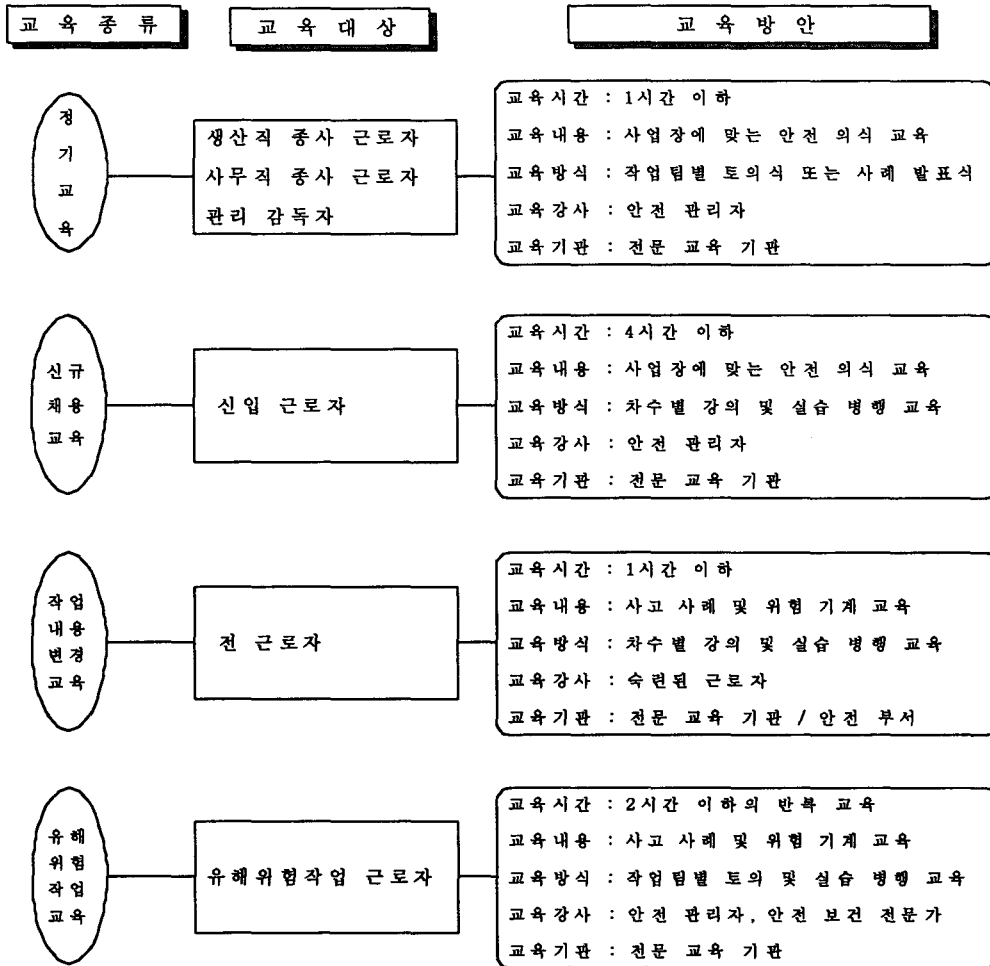 교 육 종 류
교 육 대 상
교 육 방 안
정
기
교
육
생산직 종사 근로자
사무직 종사 근로자
관리 감독자
교육시간 : 1시간 이하
교육내용 : 사업장에 맞는 안전 의식 교육
교육방식 : 작업팀별 토의식 또는 사례 발표식
교육강사 : 안전 관리자
교육기관 : 전문 교육 기관
신규
채용
교육
신입 근로자
교육시간 : 4시간 이하
교육내용 : 사업장에 맞는 안전 의식 교육
교육방식 : 차수별 강의 및 실습 병행 교육
교육강사 : 안전 관리자
교육기관 : 전문 교육 기관
작업
내용
변경
교육
전 근로자
교육시간 : 1시간 이하
교육내용 : 사고 사례 및 위험 기계 교육
교육방식 : 차수별 강의 및 실습 병행 교육
교육강사 : 숙련된 근로자
교육기관 : 전문 교육 기관 / 안전 부서
유해
위험
작업
교육
유해위험작업 근로자
교육시간 : 2시간 이하의 반복 교육
교육내용 : 사고 사례 및 위험 기계 교육
교육방식 : 작업팀별 토의 및 실습 병행 교육
교육강사 : 안전 관리자, 안전 보건 전문가
교육기관 : 전문 교육 기관